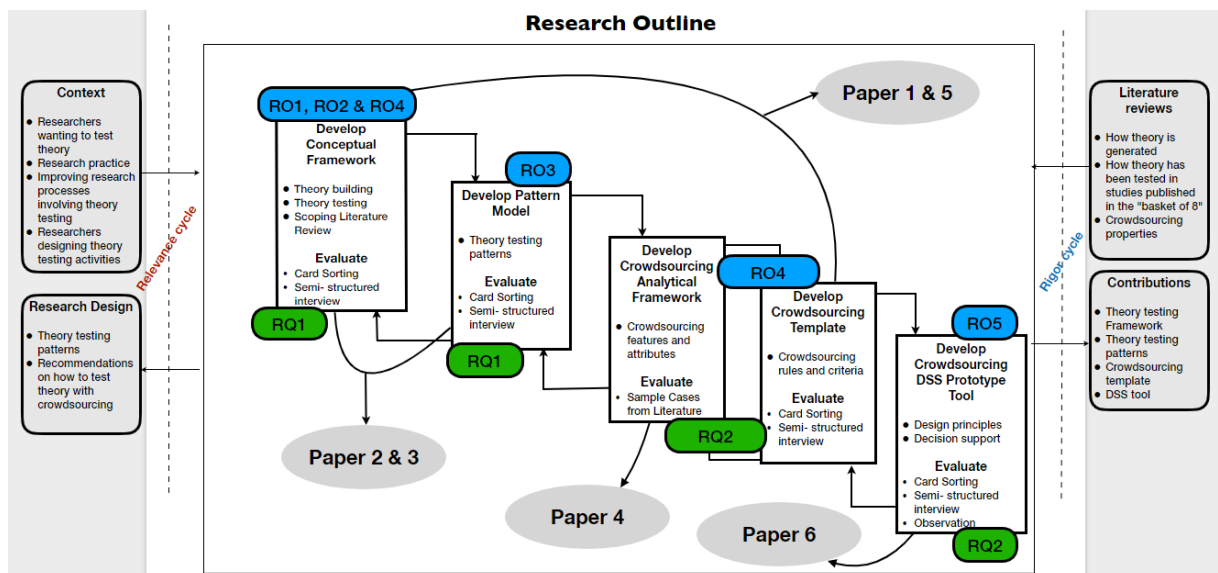 Research Outline
Context
Researchers
wanting to test
theory
Research practice
Improving research
processes
involving theory
testing
Researchers
designing theory
testing activities
Research Design
Theory testing
patterns
Recommendations
on how to test
theory with
crowdsourcing
Relevance cycle
RO1, RO2 & RO4
Develop
Conceptual
Framework
Theory building
Theory testing
Scoping Literature
Review
Evaluate
Card Sorting
Semi- structured
interview
RQ1
RO3
Develop Pattern
Model
Theory testing
patterns
Evaluate
Card Sorting
Semi- structured
interview
RQ1
Develop
Crowdsourcing
Analytical
Framework
Crowdsourcing
features and
attributes
Evaluate
Sample Cases
from Literature
RQ2
RO4
Develop
Crowdsourcing
Template
Crowdsourcing
rules and criteria
Evaluate
Card Sorting
Semi- structured
interview
RO5
Develop
Crowdsourcing
DSS Prototype
Tool
Design principles
Decision support
Evaluate
Card Sorting
Semi- structured
interview
Observation
RQ2
Paper 1 & 5
Paper 2 & 3
Paper 4
Paper 6
Rigor cycle
Literature
reviews
How theory is
generated
How theory has
been tested in
studies published
in the "basket of 8"
Crowdsourcing
properties
Contributions
Theory testing
Framework
Theory testing
patterns
Crowdsourcing
template
DSS tool